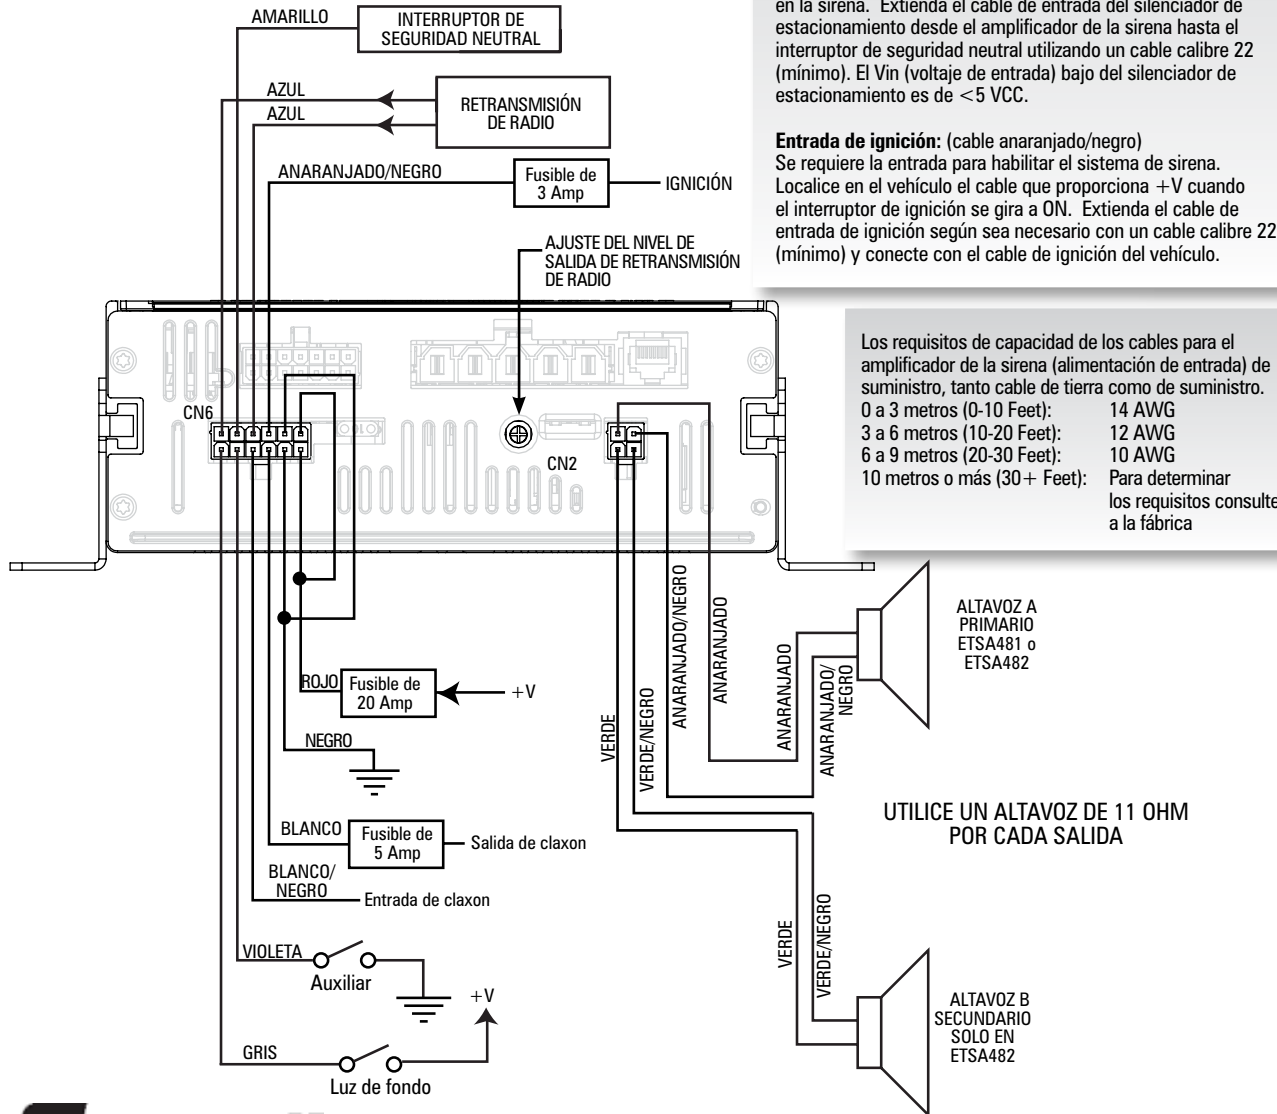 AMARILLO
INTERRUPTOR DE
SEGURIDAD NEUTRAL
AZUL
AZUL
RETRANSMISIÓN
DE RADIO
ANARANJADO/NEGRO
Fusible de
3 Amp
IGNICIÓN
AJUSTE DEL NIVEL DE
SALIDA DE RETRANSMISIÓN
DE RADIO
en la sirena. Extienda el cable de entrada del silenciador de
estacionamiento desde el amplificador de la sirena hasta el
interruptor de seguridad neutral utilizando un cable calibre 22
(mínimo). El Vin (voltaje de entrada) bajo del silenciador de
estacionamiento es de <5 VCC.
Entrada de ignición: (cable anaranjado/negro)
Se requiere la entrada para habilitar el sistema de sirena.
Localice en el vehículo el cable que proporciona +V cuando
el interruptor de ignición se gira a ON. Extienda el cable de
entrada de ignición según sea necesario con un cable calibre 22
(mínimo) y conecte con el cable de ignición del vehículo.
Los requisitos de capacidad de los cables para el
amplificador de la sirena (alimentación de entrada) de
suministro, tanto cable de tierra como de suministro.
0 a 3 metros (0-10 Feet): 14 AWG
3 a 6 metros (10-20 Feet): 12 AWG
6 a 9 metros (20-30 Feet): 10 AWG
10 metros o más (30+ Feet): Para determinar
los requisitos consulte
a la fábrica
CN6
CN2
ROJO
Fusible de
20 Amp
+V
NEGRO
BLANCO
Fusible de
5 Amp
Salida de claxon
BLANCO/
NEGRO
Entrada de claxon
VIOLETA
Auxiliar
+V
GRIS
Luz de fondo
VERDE
VERDE/NEGRO
ANARANJADO/NEGRO
ANARANJADO
ANARANJADO
ANARANJADO/
NEGRO
ALTAVOZ A
PRIMARIO
ETSA481 o
ETSA482
UTILICE UN ALTAVOZ DE 11 OHM
POR CADA SALIDA
VERDE
VERDE/NEGRO
ALTAVOZ B
SECUNDARIO
SOLO EN
ETSA482